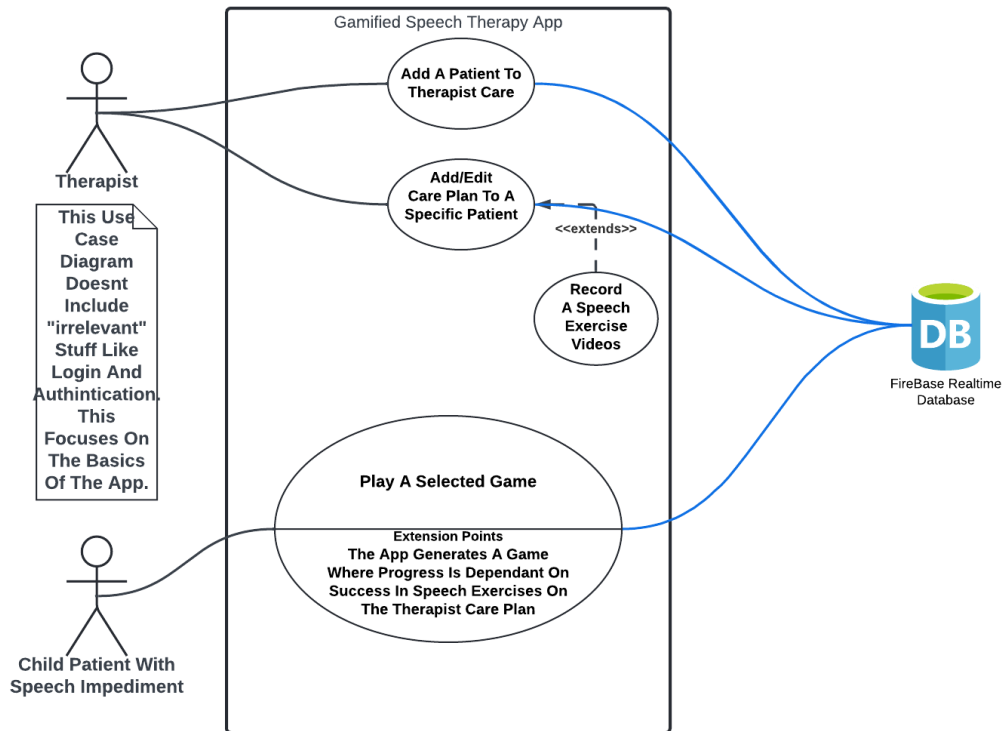 Gamified Speech Therapy App
Add A Patient To
Therapist Care
Therapist
Add/Edit
Care Plan To A
Specific Patient
<<extends>>
Record
A Speech
Exercise
Videos
This Use
Case
Diagram
Doesnt
Include
"irrelevant"
Stuff Like
Login And
Authintication.
This
Focuses On
The Basics
Of The App.
DB
FireBase Realtime
Database
Play A Selected Game
Extension Points
The App Generates A Game
Where Progress Is Dependant On
Success In Speech Exercises On
The Therapist Care Plan
Child Patient With
Speech Impediment